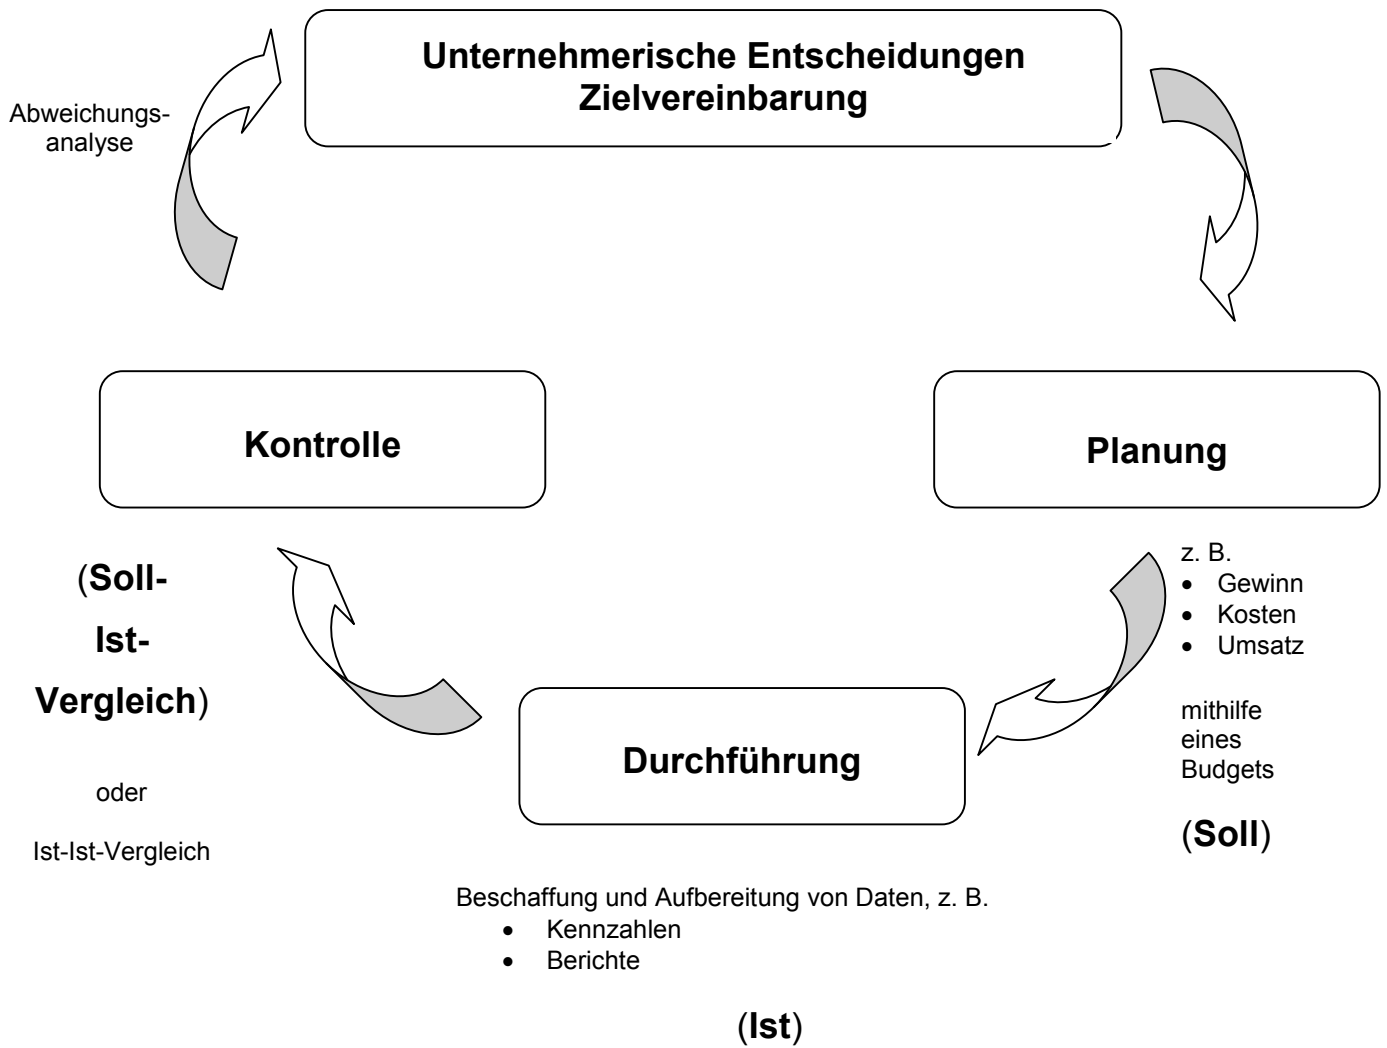 Unternehmerische Entscheidungen
Zielvereinbarung
Abweichungs-
analyse
Kontrolle
Planung
(Soll-
Ist-
Vergleich)
oder
Ist-Ist-Vergleich
z. B.
• Gewinn
• Kosten
• Umsatz
mithilfe
eines
Budgets
(Soll)
Durchführung
Beschaffung und Aufbereitung von Daten, z. B.
• Kennzahlen
• Berichte
(Ist)